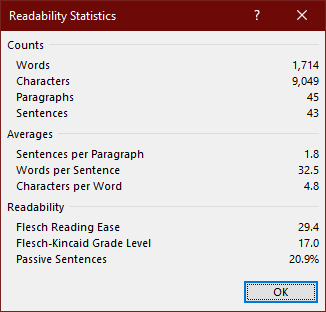 Readability Statistics ? ×
Counts
Words 1,714
Characters 9,049
Paragraphs 45
Sentences 43
Averages
Sentences per Paragraph 1.8
Words per Sentence 32.5
Characters per Word 4.8
Readability
Flesch Reading Ease 29.4
Flesch-Kincaid Grade Level 17.0
Passive Sentences 20.9%
OK